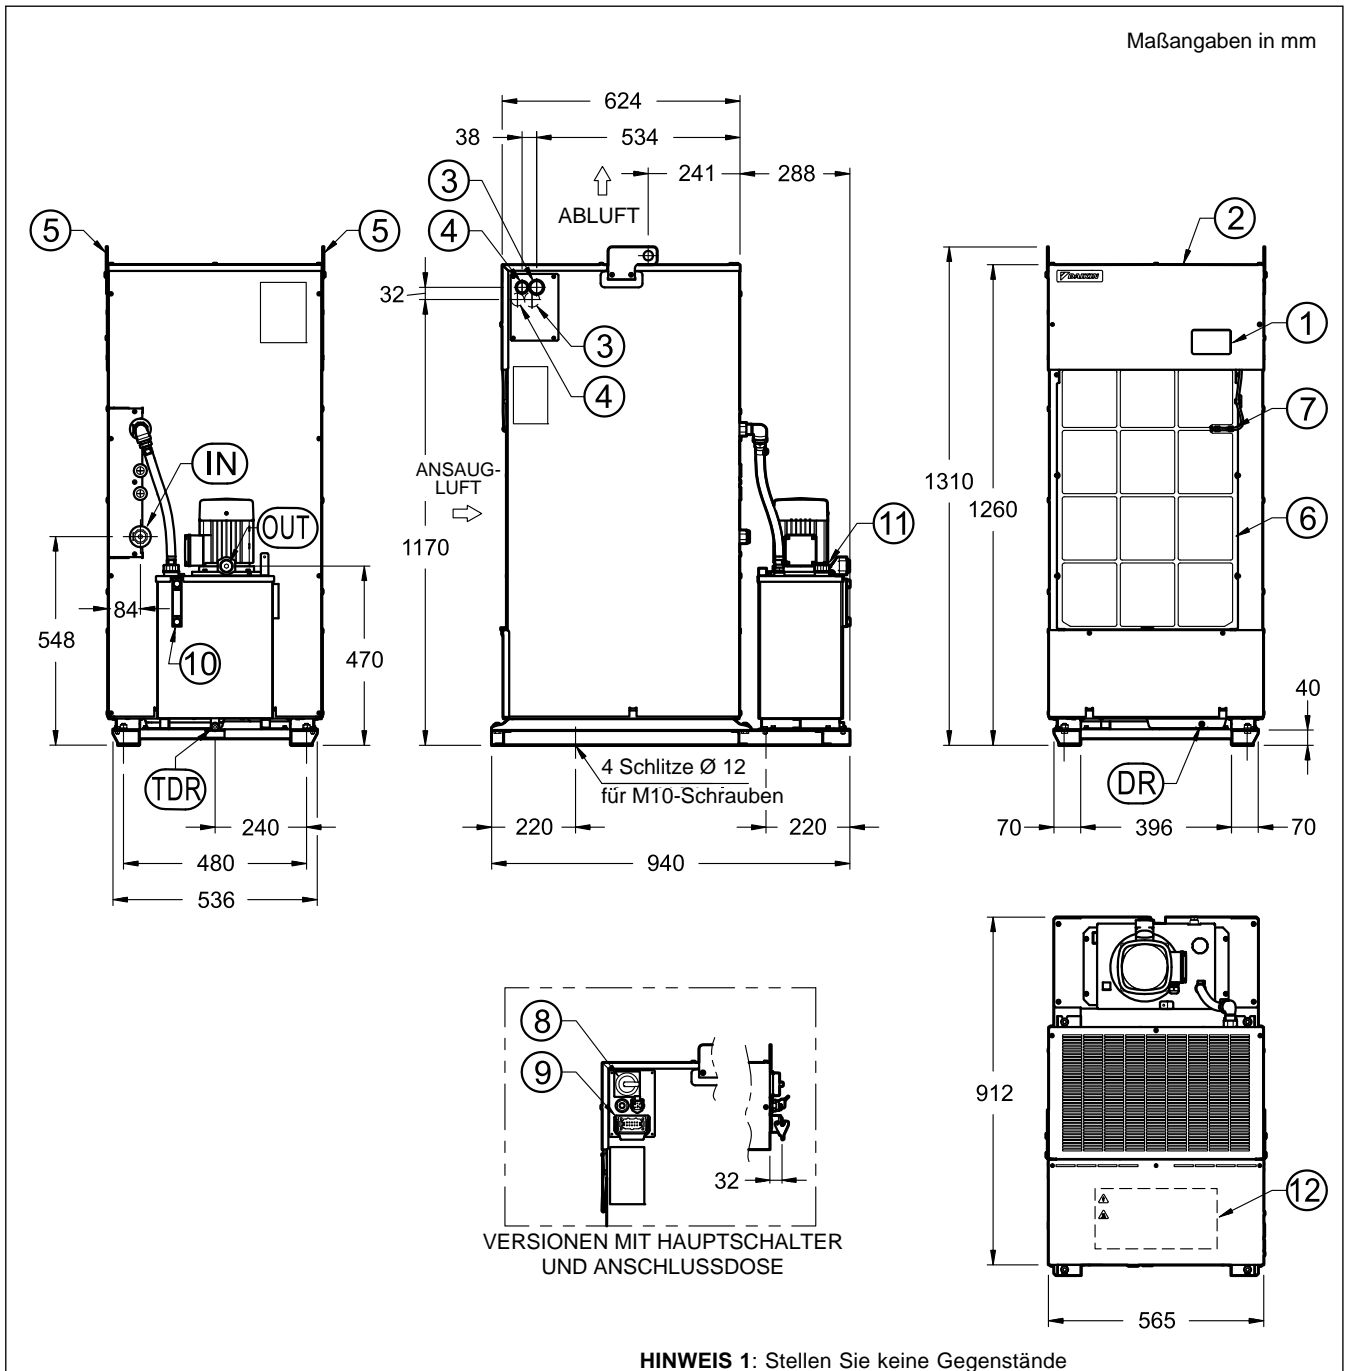 Maßangaben in mm
624
38
534
241
288
3
ABLUFT
4
5
5
2
DAIKIN
32
3
1
4
7
ANSAUG-
LUFT
IN
1310
1260
6
OUT
11
1170
84
548
10
470
40
TDR
4 Schlitze Ø 12
für M10-Schrauben
DR
240
220
220
70
396
70
480
940
536
8
9
912
32
12
VERSIONEN MIT HAUPTSCHALTER
UND ANSCHLUSSDOSE
565
HINWEIS 1: Stellen Sie keine Gegenstände